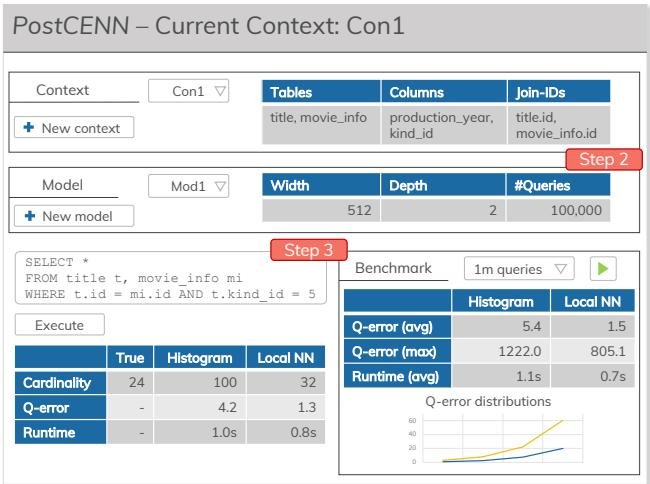 PostCENN – Current Context: Con1
Context
Con1
Tables Columns Join-IDs
+ New context
title, movie_info production_year, kind_id title.id, movie_info.id
Step 2
Model
Mod1
Width Depth #Queries
+ New model
512 2 100,000
Step 3
SELECT *
FROM title t, movie_info mi
WHERE t.id = mi.id AND t.kind_id = 5
Execute
True Histogram Local NN
Cardinality 24 100 32
Q-error - 4.2 1.3
Runtime - 1.0s 0.8s
Benchmark
1m queries
Histogram Local NN
Q-error (avg) 5.4 1.5
Q-error (max) 1222.0 805.1
Runtime (avg) 1.1s 0.7s
Q-error distributions
60
40
20
0